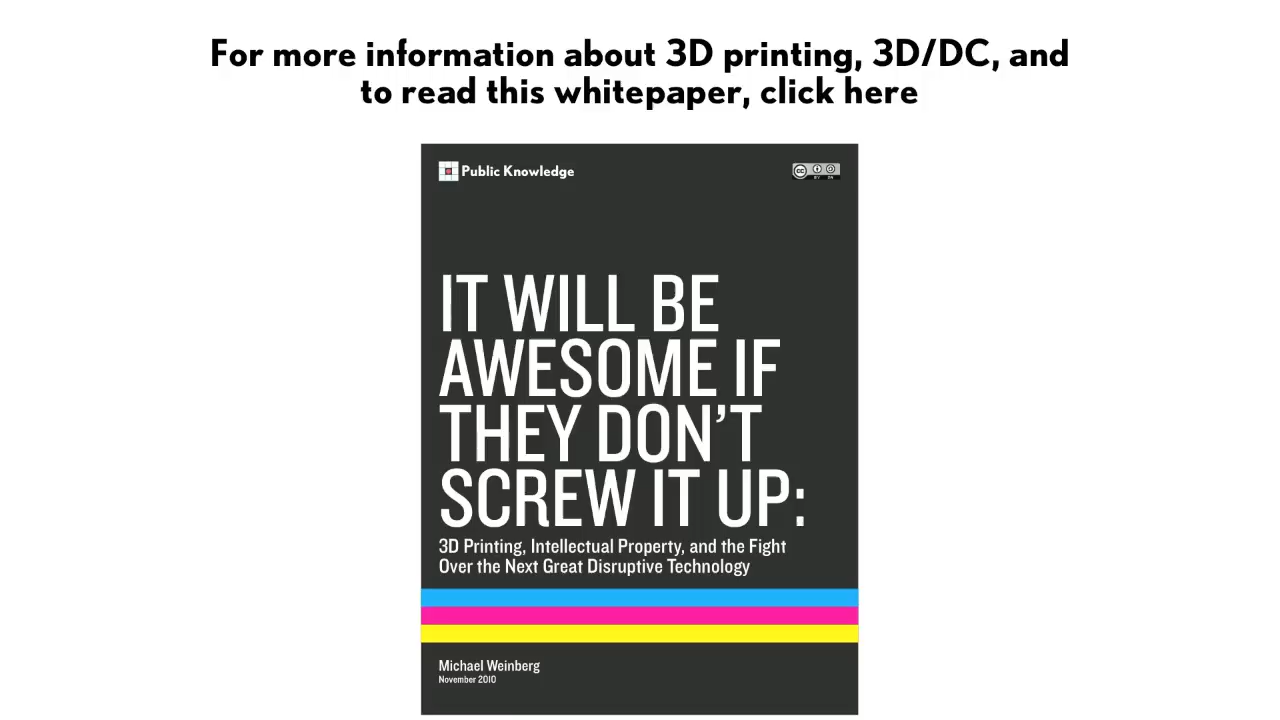 For more information about 3D printing, 3D/DC, and
to read this whitepaper, click here
Public Knowledge
IT WILL BE
AWESOME IF
THEY DON'T
SCREW IT UP:
3D Printing, Intellectual Property, and the Fight
Over the Next Great Disruptive Technology
Michael Weinberg
November 2010